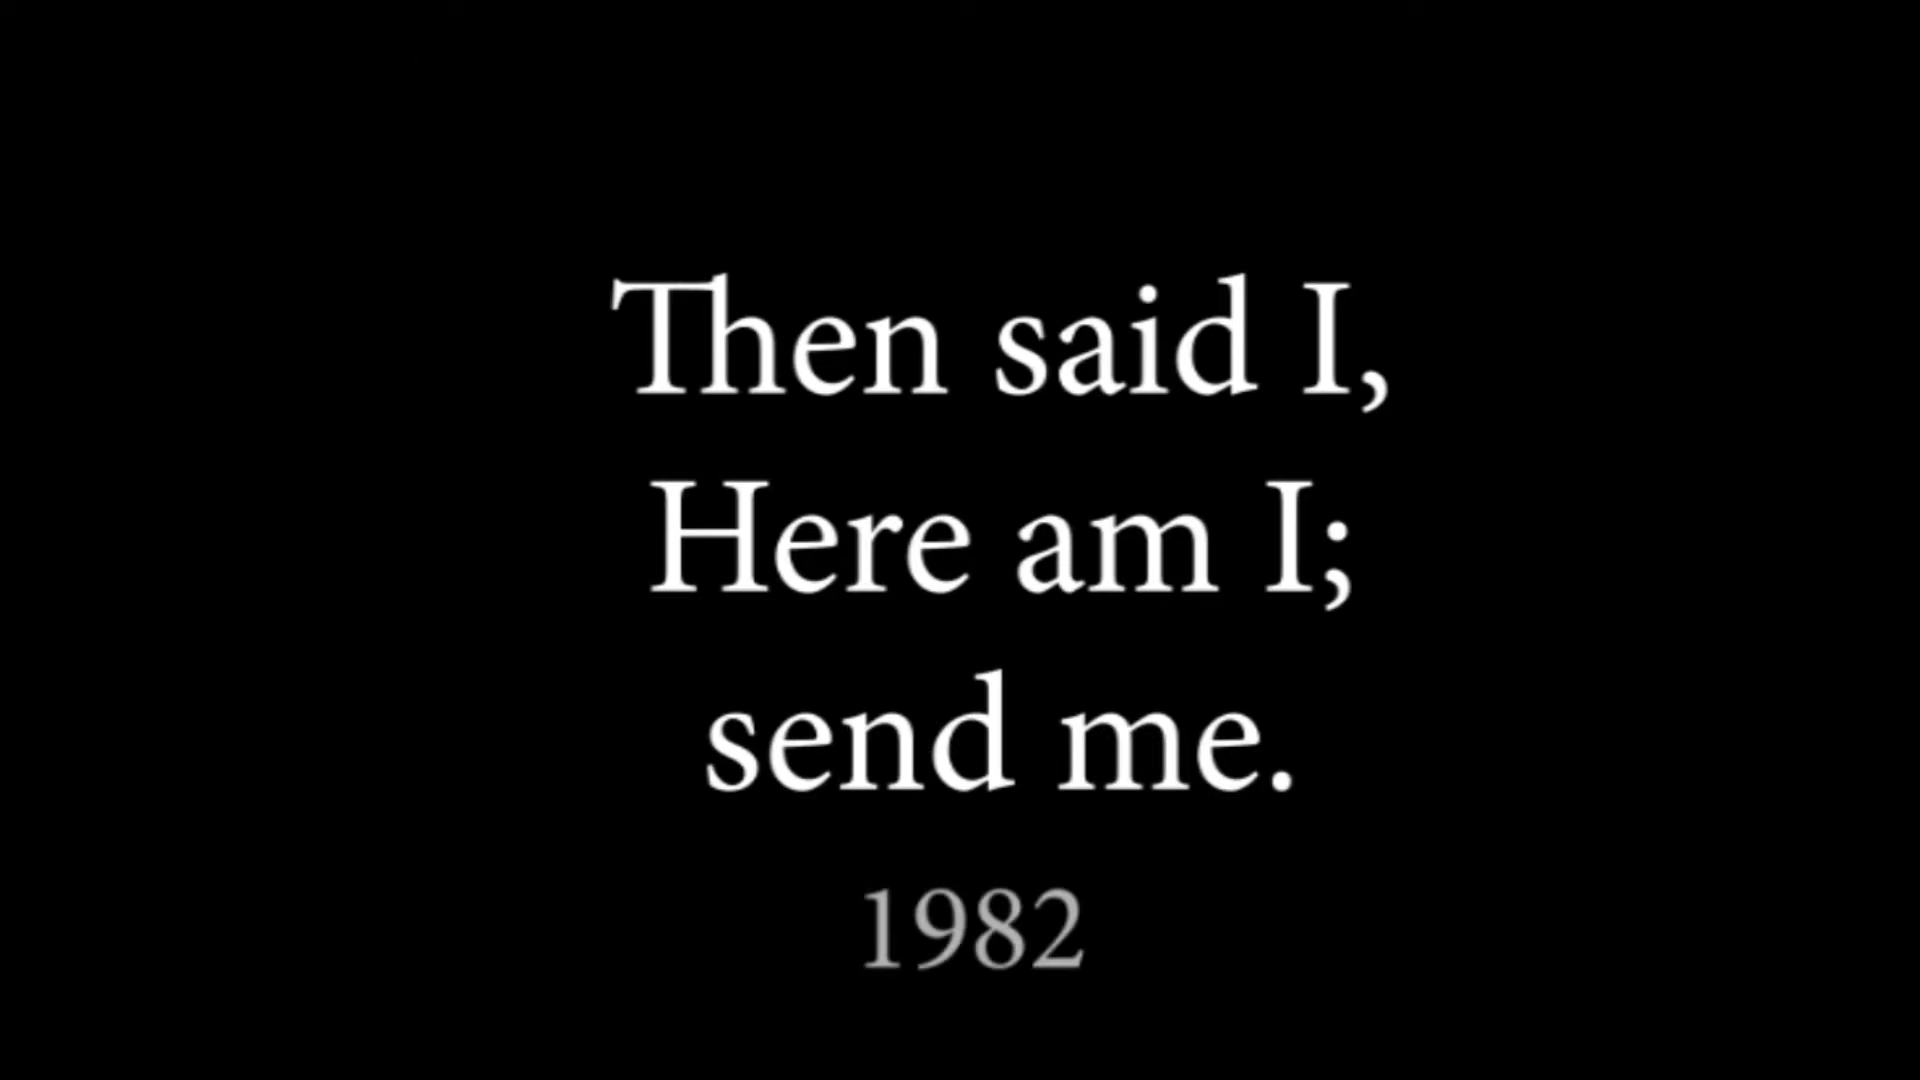 Then said I,
Here am I;
send me.
1982